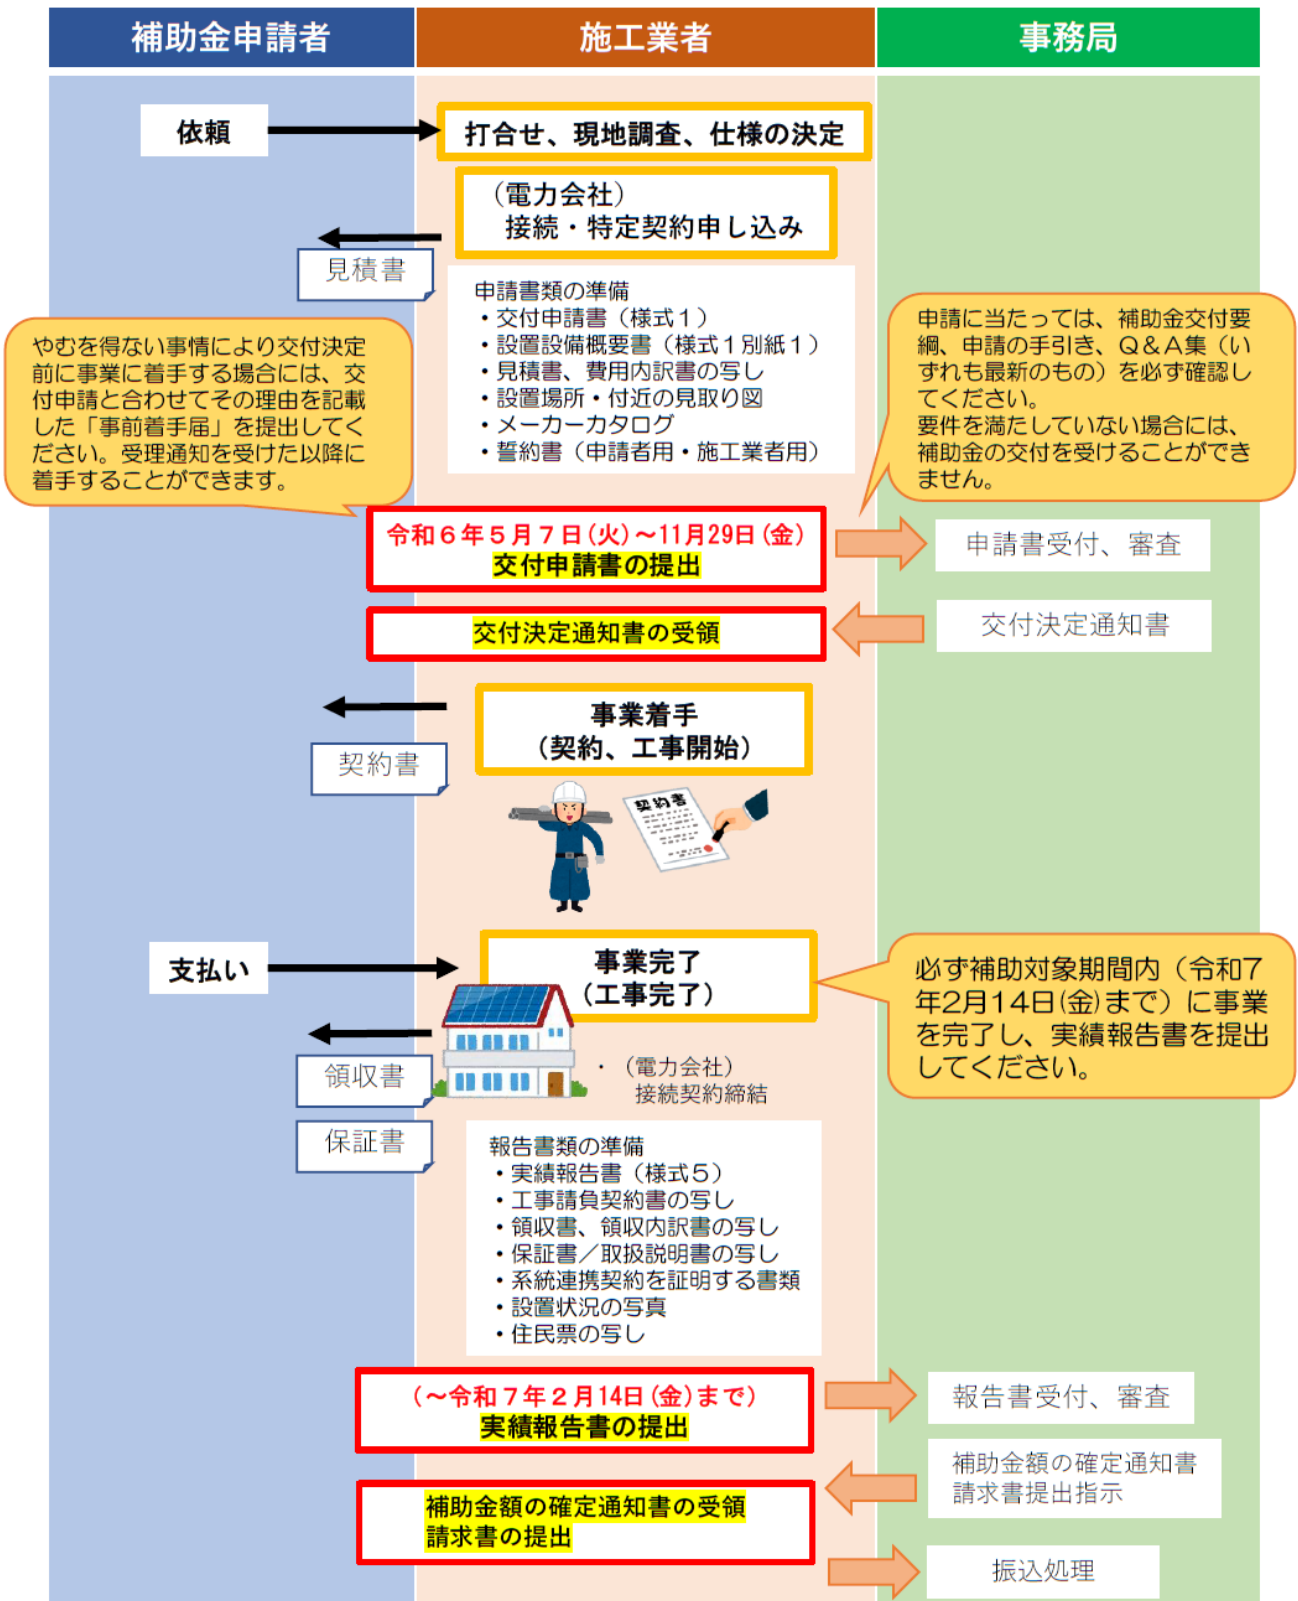 補助金申請者
施工業者
事務局
依頼
打合せ、現地調査、仕様の決定
（電力会社）
接続・特定契約申し込み
見積書
申請書類の準備
・交付申請書（様式１）
・設置設備概要書（様式１別紙１）
・見積書、費用内訳書の写し
・設置場所・付近の見取り図
・メーカーカタログ
・誓約書（申請者用・施工業者用）
やむを得ない事情により交付決定
前に事業に着手する場合には、交
付申請と合わせてその理由を記載
した「事前着手届」を提出してく
ださい。受理通知を受けた以降に
着手することができます。
申請に当たっては、補助金交付要
綱、申請の手引き、Ｑ＆Ａ集（い
ずれも最新のもの）を必ず確認し
てください。
要件を満たしていない場合には、
補助金の交付を受けることができ
ません。
令和６年５月７日(火)～11月29日(金)
交付申請書の提出
申請書受付、審査
交付決定通知書の受領
交付決定通知書
事業着手
（契約、工事開始）
契約書
契約書
支払い
事業完了
（工事完了）
必ず補助対象期間内（令和7
年2月14日(金)まで）に事業
を完了し、実績報告書を提出
してください。
領収書
・（電力会社）
接続契約締結
保証書
報告書類の準備
・実績報告書（様式５）
・工事請負契約書の写し
・領収書、領収内訳書の写し
・保証書／取扱説明書の写し
・系統連携契約を証明する書類
・設置状況の写真
・住民票の写し
(～令和７年２月14日(金)まで)
実績報告書の提出
報告書受付、審査
補助金額の確定通知書
請求書提出指示
補助金額の確定通知書の受領
請求書の提出
振込処理